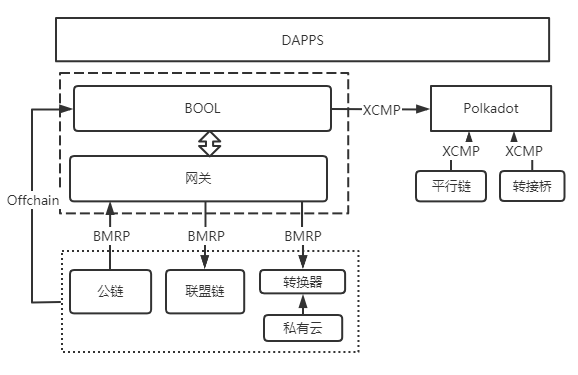 DAPPS
BOOL
XCMP
Polkadot
网关
XCMP
XCMP
平行链
转接桥
Offchain
BMRP
BMRP
BMRP
公链
联盟链
转换器
私有云